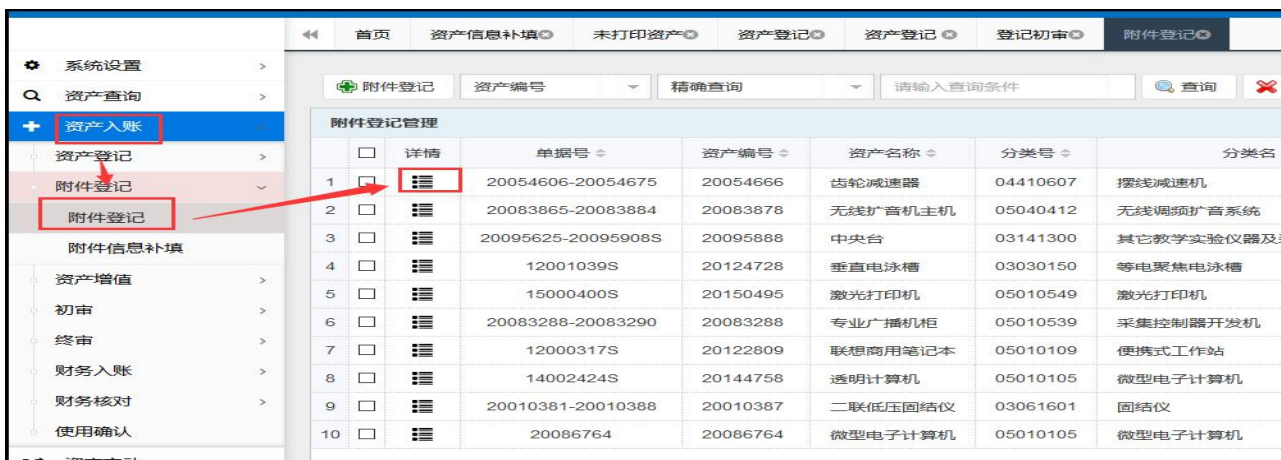 首页 资产信息补填 未打印资产 资产登记 资产登记 登记初审 附件登记
系统设置
资产查询
资产入账
资产登记
附件登记
附件登记
附件信息补填
资产增值
初审
终审
财务入账
财务核对
使用确认
附件登记 资产编号 精确查询 请输入查询条件 查询
附件登记管理
详情 单据号 资产编号 资产名称 分类号 分类名
1 20054606-20054675 20054666 齿轮减速器 04410607 摆线减速机
2 20083865-20083884 20083878 无线扩音机主机 05040412 无线调频扩音系统
3 20095625-20095908S 20095888 中央台 03141300 其它教学实验仪器及
4 12001039S 20124728 垂直电泳槽 03030150 等电聚焦电泳槽
5 15000400S 20150495 激光打印机 05010549 激光打印机
6 20083288-20083290 20083288 专业广播机柜 05010539 采集控制器开发机
7 12000317S 20122809 联想商用笔记本 05010109 便携式工作站
8 14002424S 20144758 透明计算机 05010105 微型电子计算机
9 20010381-20010388 20010387 二联低压固结仪 03061601 固结仪
10 20086764 20086764 微型电子计算机 05010105 微型电子计算机